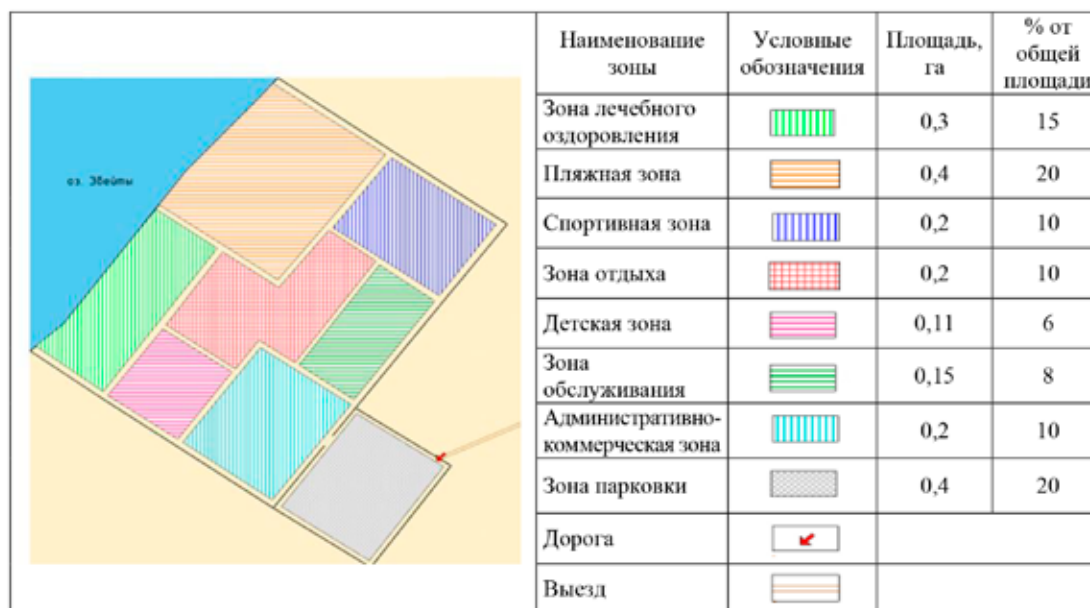 Наименование
зоны
Условные
обозначения
Площадь,
га
% от
общей
площади
Зона лечебного
оздоровления
0,3
15
Пляжная зона
0,4
20
Спортивная зона
0,2
10
Зона отдыха
0,2
10
Детская зона
0,11
6
Зона
обслуживания
0,15
8
Административно-
коммерческая зона
0,2
10
Зона парковки
0,4
20
Дорога
Выезд
оз. Эбейты